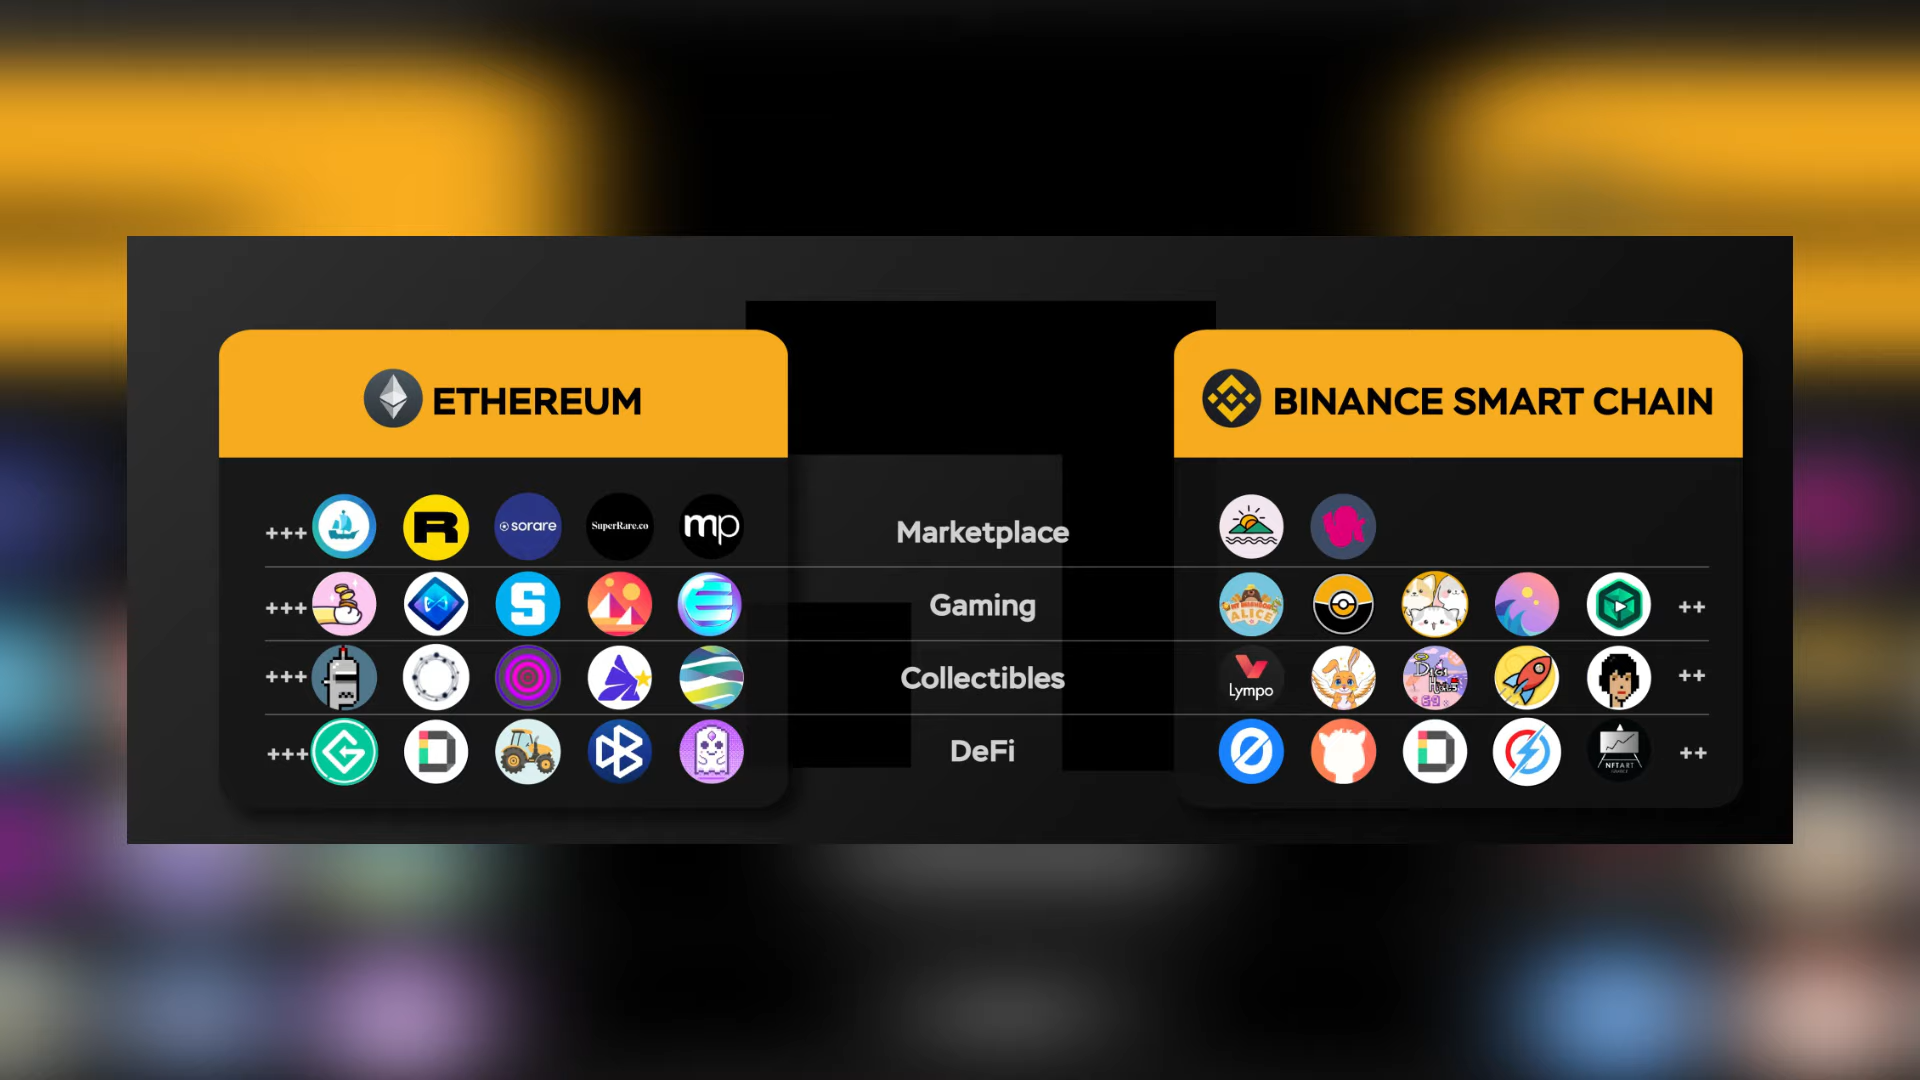 ETHEREUM
BINANCE SMART CHAIN
+++ R sorare SuperRare.co mp Marketplace
+++ S Gaming ++
+++ Collectibles Lympo ++
+++ DeFi NFTART ++